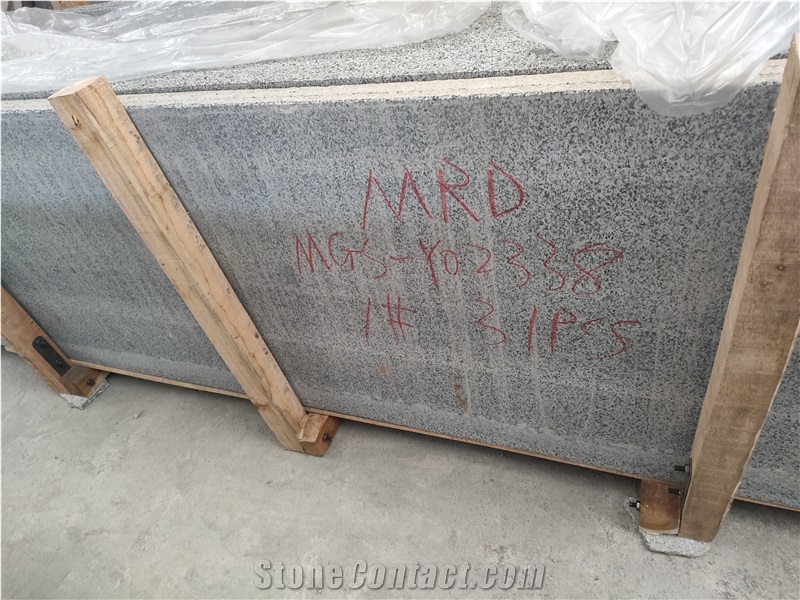 MRD
MGS-Y02338
1# 31PCS
StoneContact.com